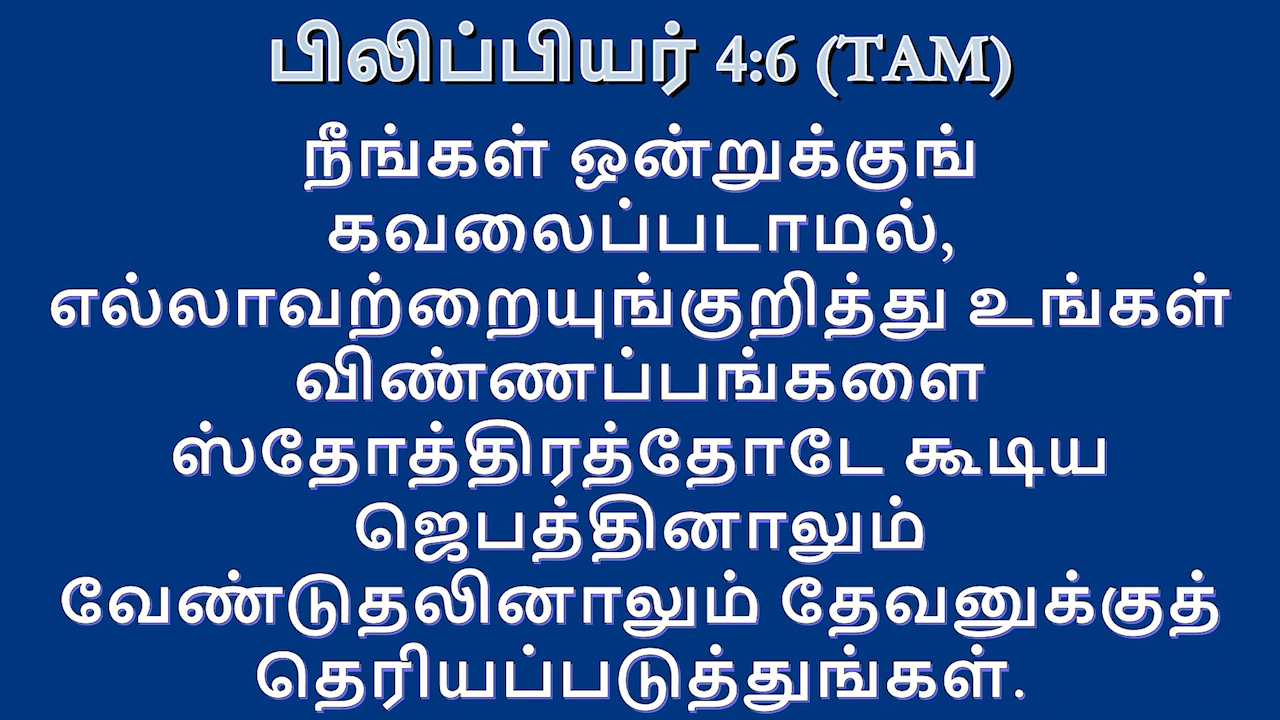 பிலிப்பியர் 4:6 (TAM)
நீங்கள் ஒன்றுக்குங்
கவலைப்படாமல்,
எல்லாவற்றையுங்குறித்து உங்கள்
விண்ணப்பங்களை
ஸ்தோத்திரத்தோடே கூடிய
ஜெபத்தினாலும்
வேண்டுதலினாலும் தேவனுக்குத்
தெரியப்படுத்துங்கள்.